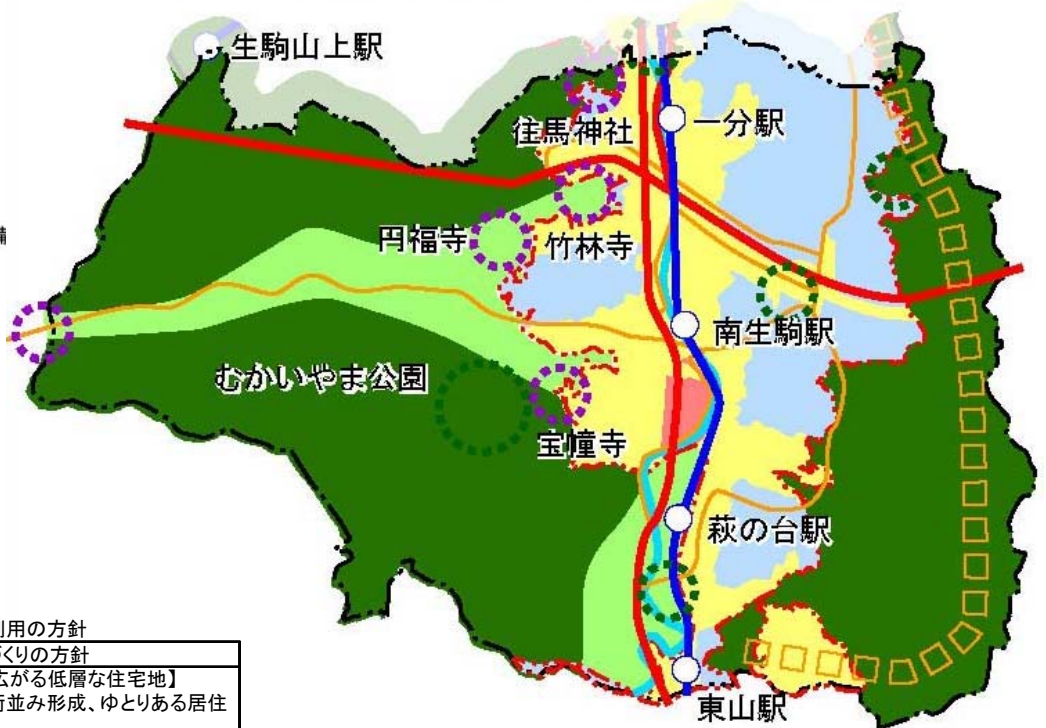 生駒山上駅
往馬神社
一分駅
円福寺
竹林寺
南生駒駅
むかいやま公園
宝幢寺
萩の台駅
東山駅
用の方針
くりの方針
広がる低層な住宅地】
街並み形成、ゆとりある居住